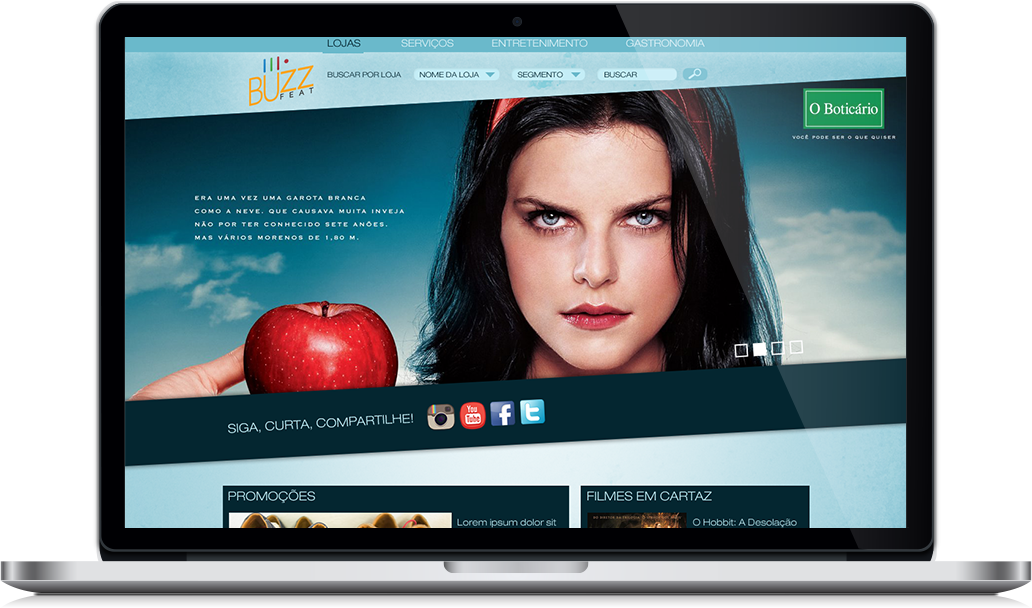 LOJAS SERVIÇOS ENTRETENIMENTO GASTRONOMIA
BUZZ
FEAT
BUSCAR POR LOJA NOME DA LOJA SEGMENTO BUSCAR
O Boticário
VOCÊ PODE SER O QUE QUISER
ERA UMA VEZ UMA GAROTA BRANCA
COMO A NEVE, QUE CAUSAVA MUITA INVEJA
NÃO POR TER CONHECIDO SETE ANÕES,
MAS VÁRIOS MORENOS DE 1,80 M.
SIGA, CURTA, COMPARTILHE!
You
Tube
PROMOÇÕES
Lorem ipsum dolor sit
FILMES EM CARTAZ
O Hobbit: A Desolação